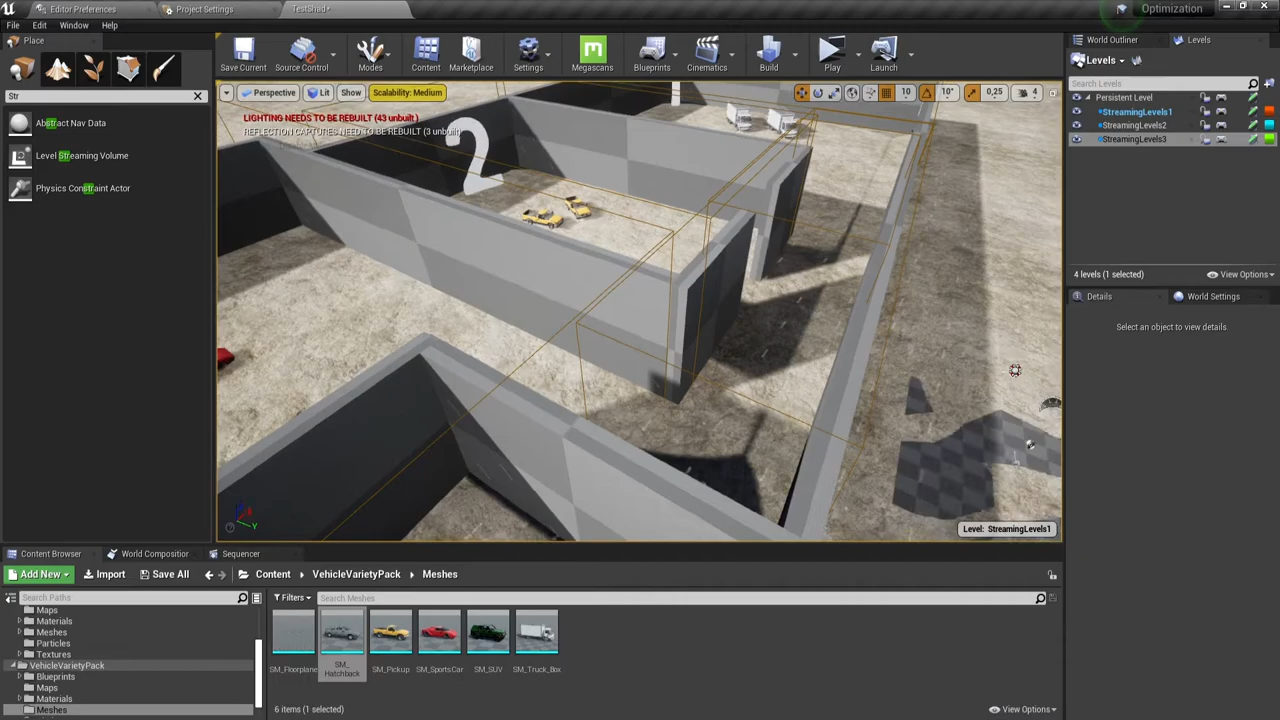 Editor Preferences
Project Settings
TestShad•
Optimization
File
Edit
Window
Help
Place
Save Current
Source Control
Modes
Content
Marketplace
Settings
Megascans
Blueprints
Cinematics
Build
Play
Launch
World Outliner
Levels
Levels
Search Levels
Str
Perspective
Lit
Show
Scalability: Medium
10
10°
0,25
4
Persistent Level
LIGHTING NEEDS TO BE REBUILT (43 unbuilt)
StreamingLevels1
Abstract Nav Data
REFLECTION CAPTURES NEED TO BE REBUILT (3 unbuilt)
StreamingLevels2
StreamingLevels3
2
Level Streaming Volume
Physics Constraint Actor
4 levels (1 selected)
View Options
Details
World Settings
Select an object to view details
Y
Level: StreamingLevels1
Content Browser
World Compositior
Sequencer
Add New
Import
Save All
Content
VehicleVarietyPack
Meshes
Search Paths
Filters
Search Meshes
Maps
Materials
Meshes
Particles
Textures
VehicleVarietyPack
Blueprints
Maps
Materials
Meshes
SM_Floorplane
SM_
Hatchback
SM_Pickup
SM_SportsCar
SM_SUV
SM_Truck_Box
6 items (1 selected)
View Options